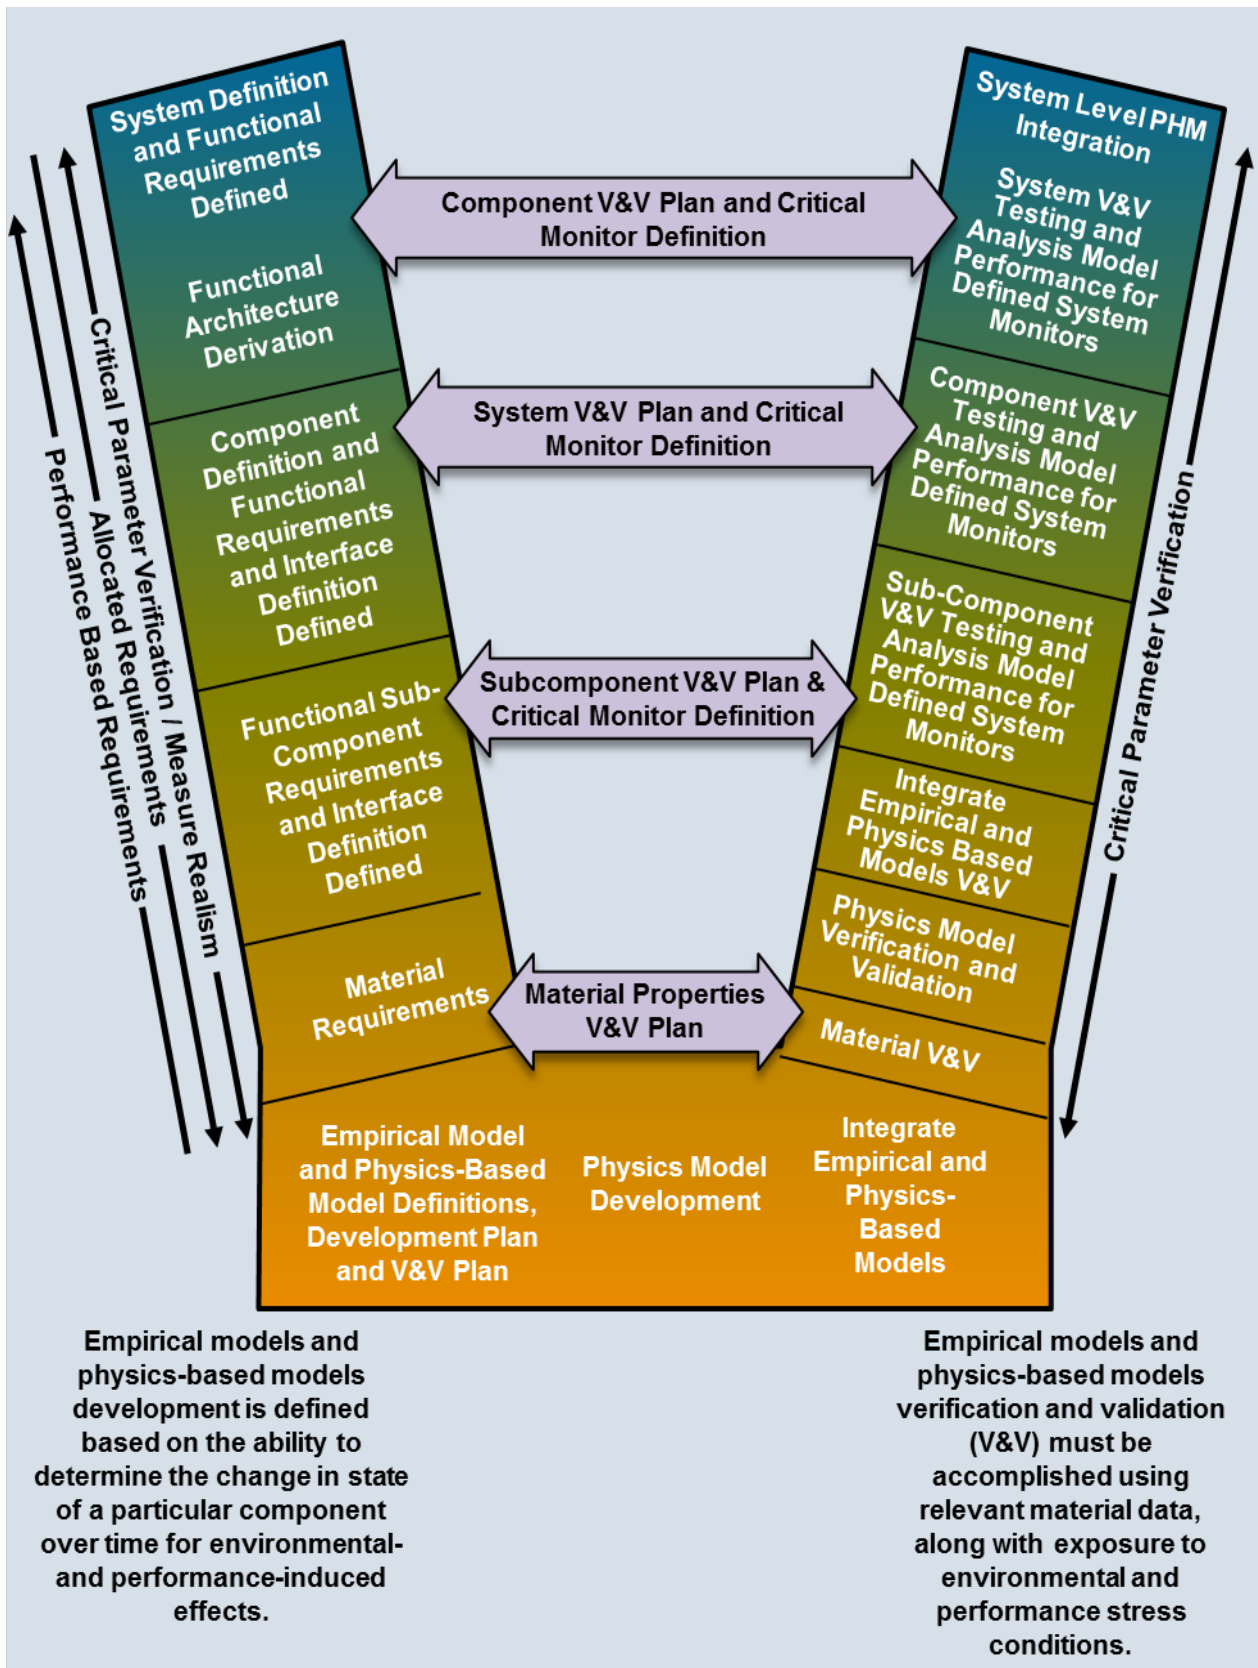 System Definition
and Functional
Requirements
Defined
Functional
Architecture
Derivation
Component
Definition and
Functional
Requirements
and Interface
Definition
Defined
Functional Sub-
Component
Requirements
and Interface
Definition
Defined
Material
Requirements
Critical Parameter Verification / Measure Realism
Allocated Requirements
Performance Based Requirements
Component V&V Plan and Critical
Monitor Definition
System V&V Plan and Critical
Monitor Definition
Subcomponent V&V Plan &
Critical Monitor Definition
Material Properties
V&V Plan
System Level PHM
Integration
System V&V
Testing and
Analysis Model
Performance for
Defined System
Monitors
Component V&V
Testing and
Analysis Model
Performance for
Defined System
Monitors
Sub-Component
V&V Testing and
Analysis Model
Performance for
Defined System
Monitors
Integrate
Empirical and
Physics Based
Models V&V
Physics Model
Verification and
Validation
Material V&V
Critical Parameter Verification
Empirical Model
and Physics-Based
Model Definitions,
Development Plan
and V&V Plan
Physics Model
Development
Integrate
Empirical and
Physics-
Based
Models
Empirical models and
physics-based models
development is defined
based on the ability to
determine the change in state
of a particular component
over time for environmental-
and performance-induced
effects.
Empirical models and
physics-based models
verification and validation
(V&V) must be
accomplished using
relevant material data,
along with exposure to
environmental and
performance stress
conditions.